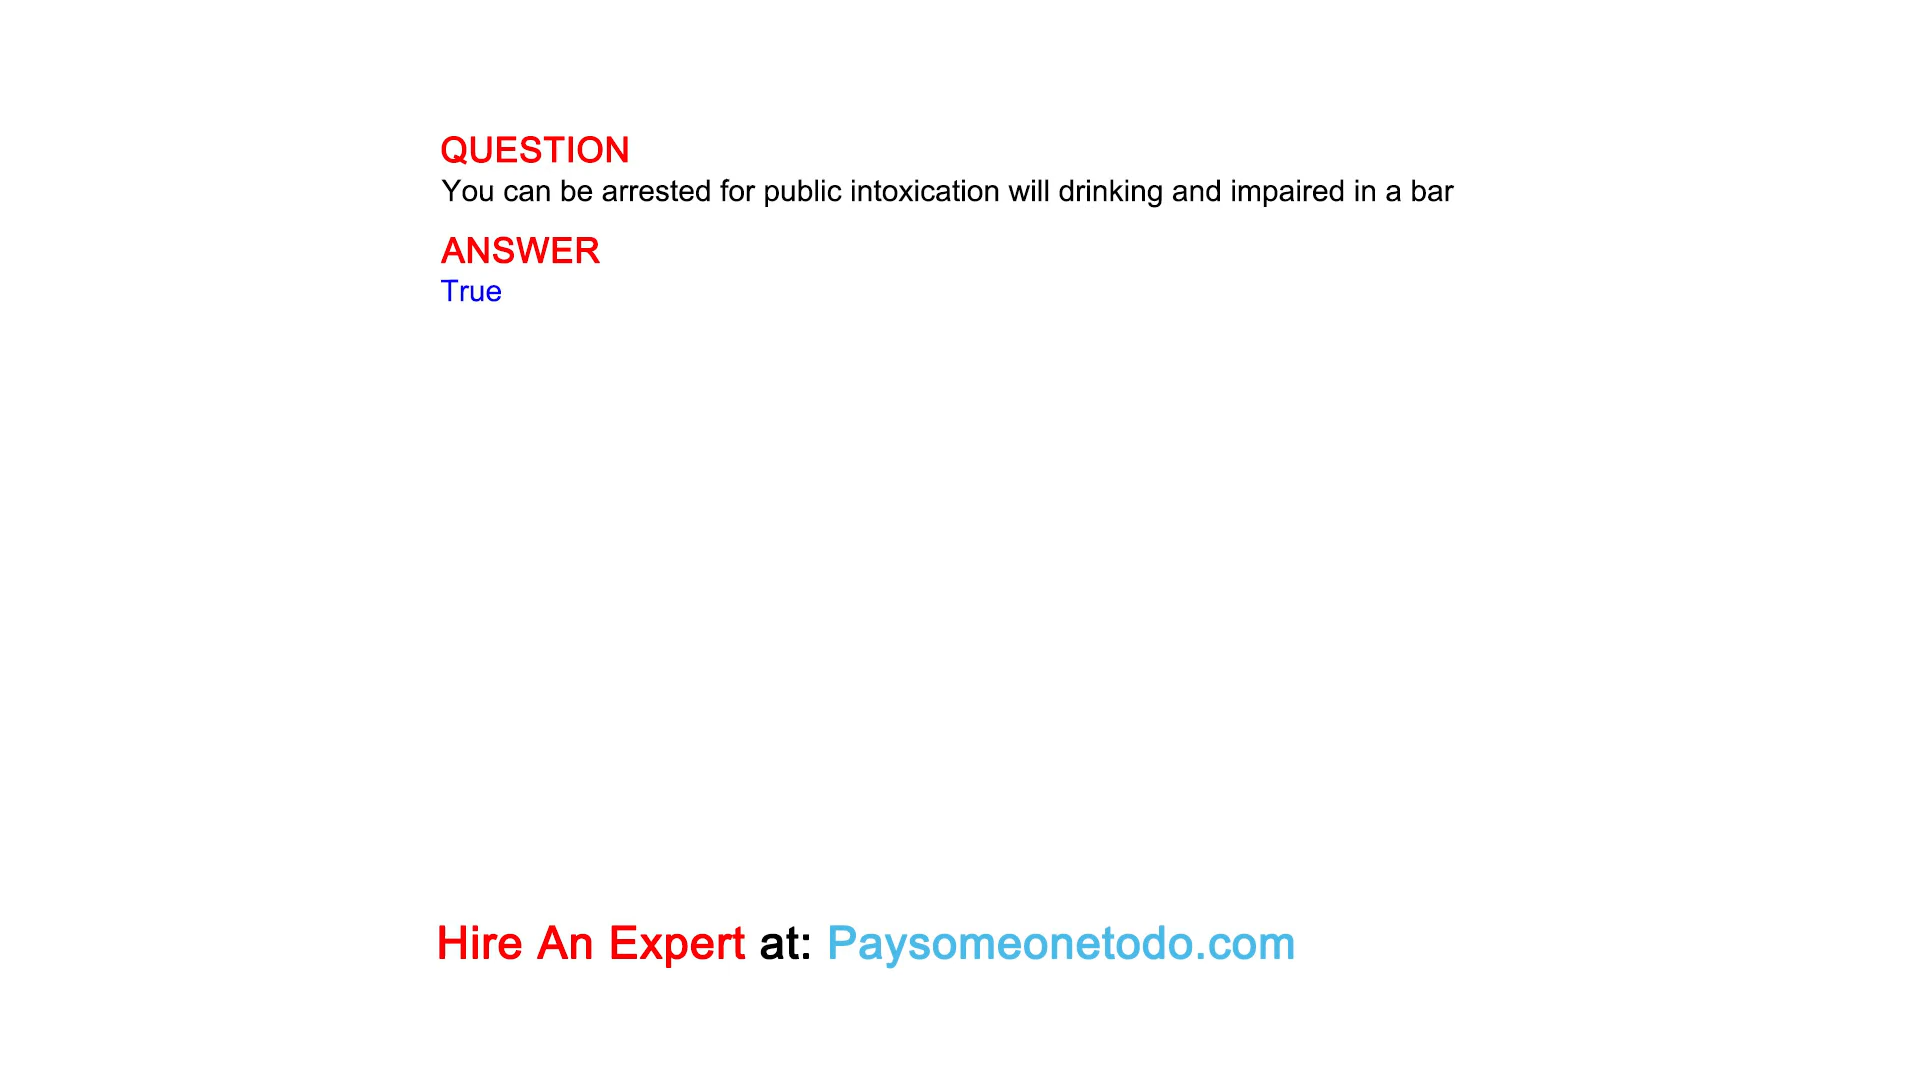 QUESTION
You can be arrested for public intoxication will drinking and impaired in a bar
ANSWER
True
Hire An Expert at: Paysomeonetodo.com